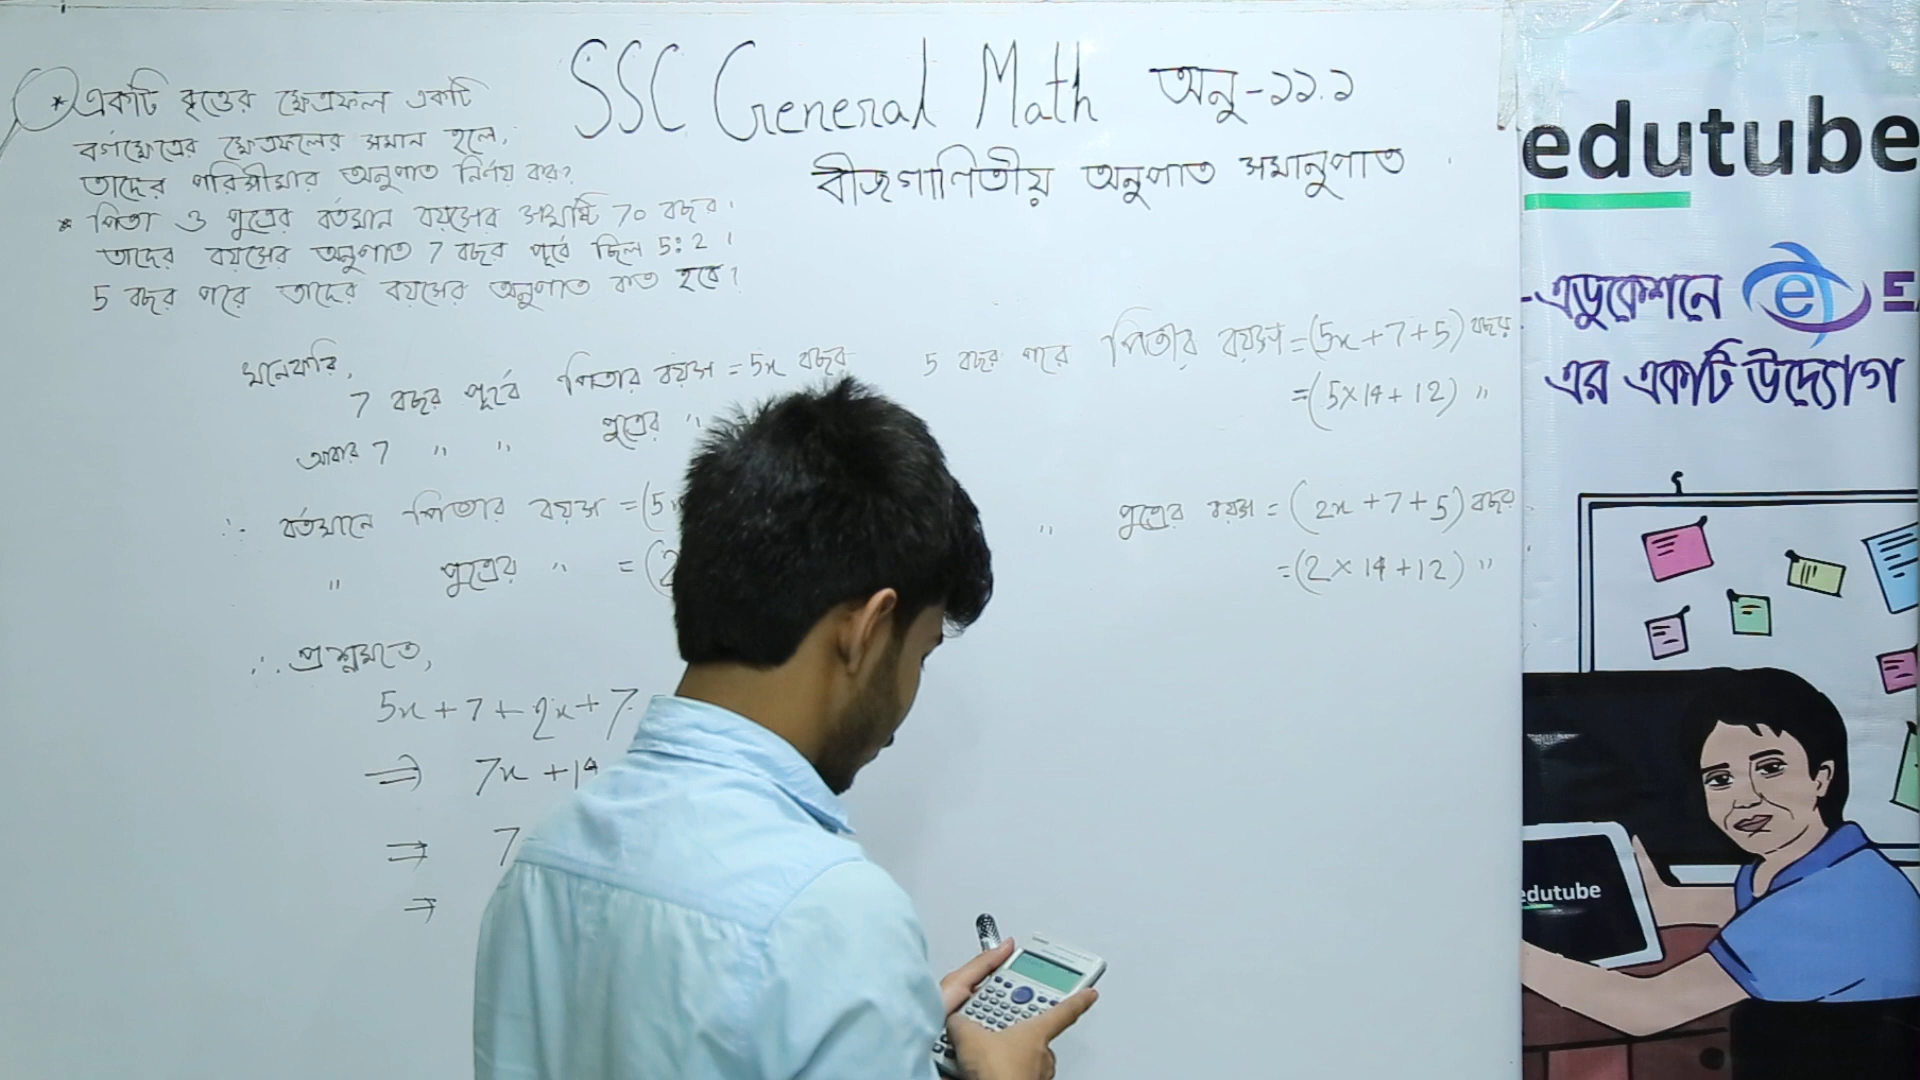 SSC General Math অনু-১১.১
বীজগাণিতীয় অনুপাত সমানুপাত
* একটি বৃত্তের ক্ষেত্রফল একটি
বর্গক্ষেত্রের ক্ষেত্রফলের সমান হলে,
তাদের পরিসীমার অনুপাত নির্ণয় কর?
* পিতা ও পুত্রের বর্তমান বয়সের সমষ্টি 70 বছর।
তাদের বয়সের অনুপাত 7 বছর পূর্বে ছিল 5:2।
5 বছর পরে তাদের বয়সের অনুপাত কত হবে?
মনেকরি,
7 বছর পূর্বে পিতার বয়স = 5x বছর
আবার 7 " " পুত্রের "
∴ বর্তমানে পিতার বয়স = (5x
" পুত্রের " = (2
∴ প্রশ্নমতে,
5x + 7 + 2x + 7
⇒ 7x + 14
⇒ 7
⇒
5 বছর পরে পিতার বয়স = (5x + 7 + 5) বছর
= (5 × 14 + 12) "
" পুত্রের বয়স = (2x + 7 + 5) বছর
= (2 × 14 + 12) "
edutube
-এডুকেশনে e E
এর একটি উদ্যোগ
edutube